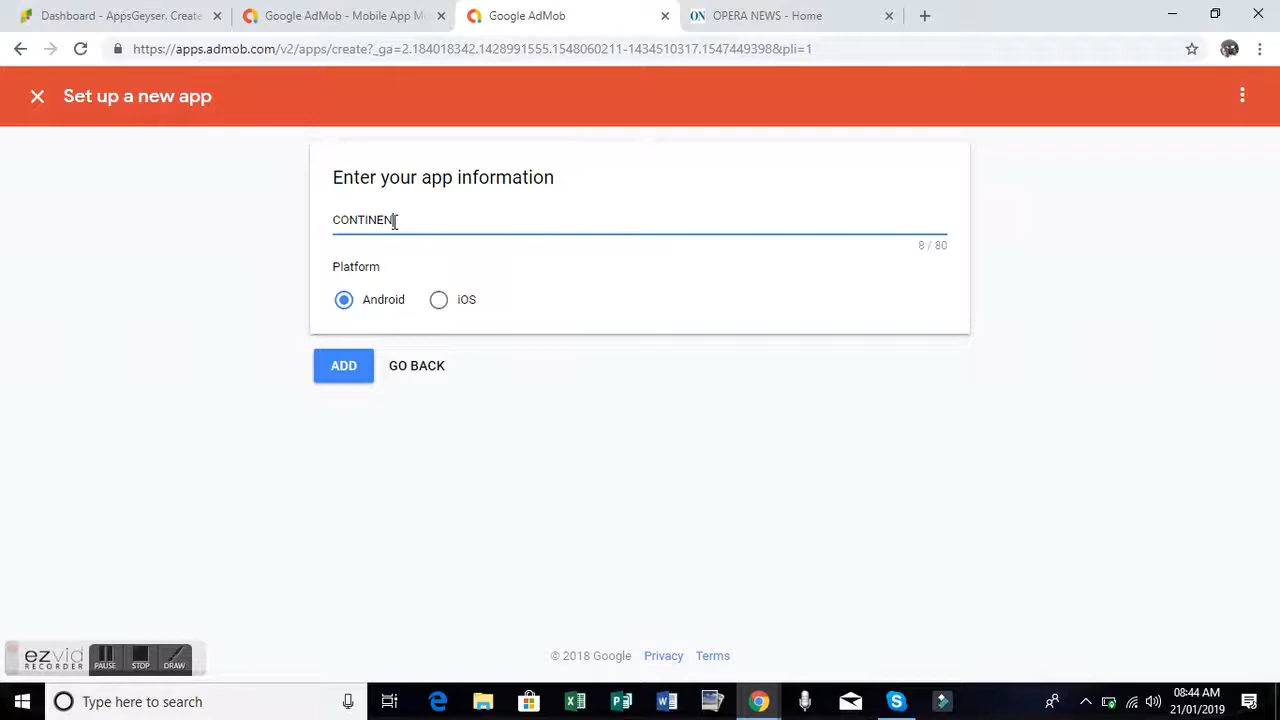 Dashboard - AppsGeyser. Create
Google AdMob - Mobile App Mo
Google AdMob
ON OPERA NEWS - Home
https://apps.admob.com/v2/apps/create?_ga=2.184018342.1428991555.1548060211-1434510317.1547449398&pli=1
Set up a new app
Enter your app information
CONTINEN
8 / 80
Platform
Android
iOS
ADD
GO BACK
ezvid
RECORDER
PAUSE
STOP
DRAW
© 2018 Google
Privacy
Terms
Type here to search
08:44 AM
21/01/2019